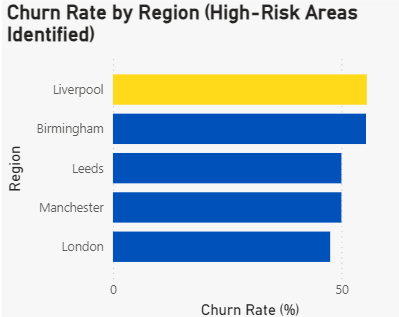 Churn Rate by Region (High-Risk Areas
Identified)
Liverpool
Birmingham
Leeds
Manchester
London
Region
0
50
Churn Rate (%)